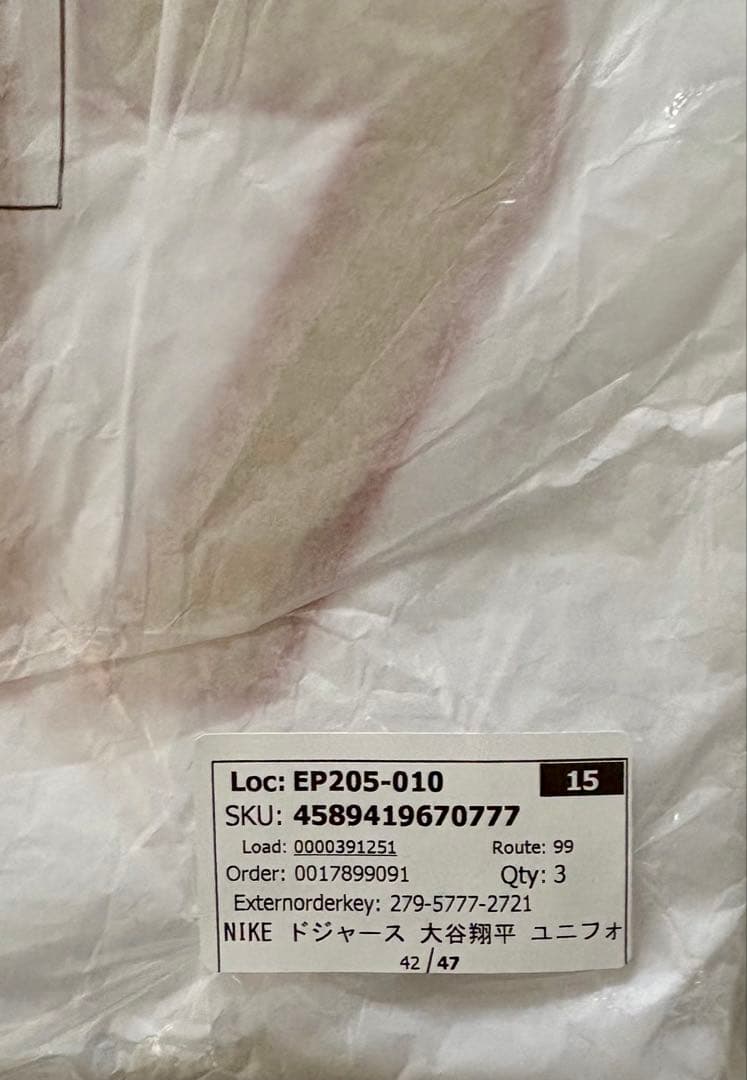 Loc: EP205-010 15
SKU: 4589419670777
Load: 0000391251 Route: 99
Order: 0017899091 Qty: 3
Externorderkey: 279-5777-2721
NIKE ドジャース 大谷翔平 ユニフォ
42/47